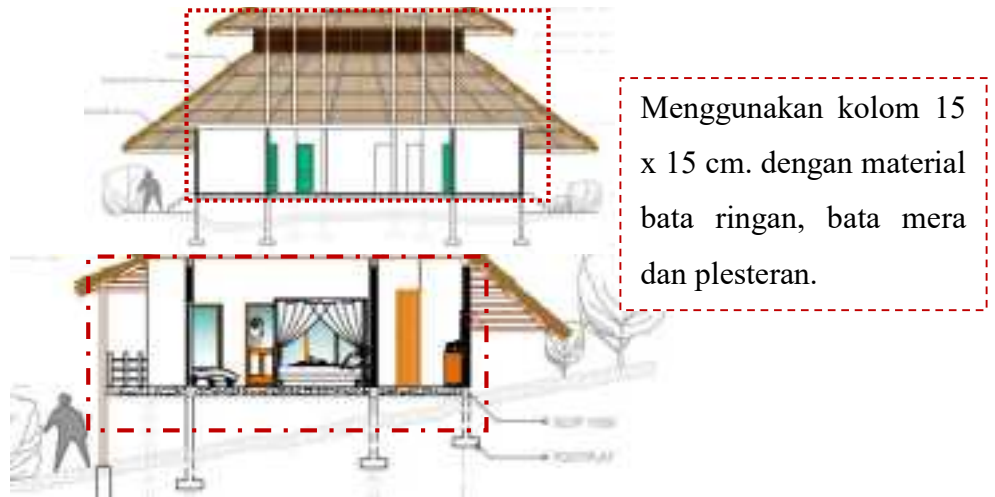 Menggunakan kolom 15
x 15 cm. dengan material
bata ringan, bata mera
dan plesteran.